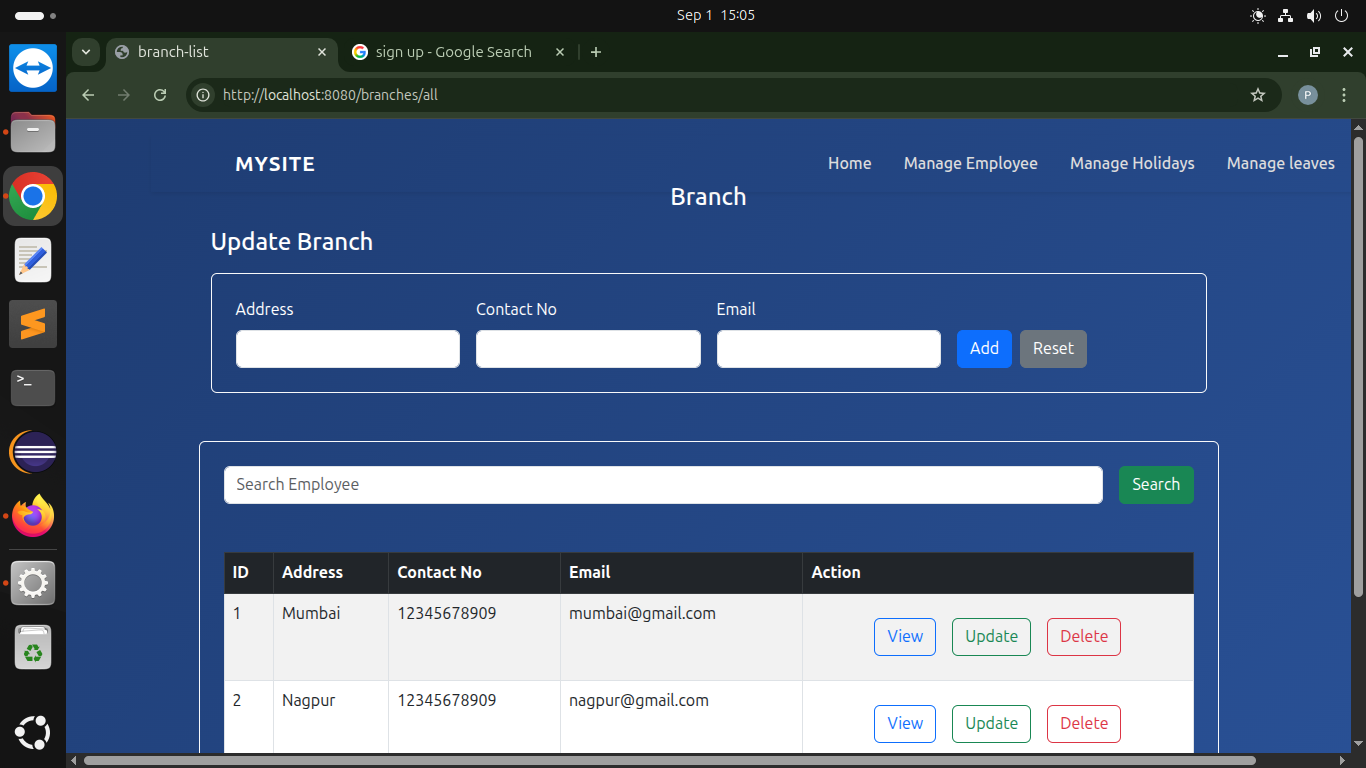 Sep 1 15:05
branch-list
sign up - Google Search
http://localhost:8080/branches/all
P
MYSITE
Home Manage Employee Manage Holidays Manage leaves
Branch
Update Branch
Address Contact No Email
Add Reset
Search Employee Search
ID Address Contact No Email Action
1 Mumbai 12345678909 mumbai@gmail.com View Update Delete
2 Nagpur 12345678909 nagpur@gmail.com View Update Delete